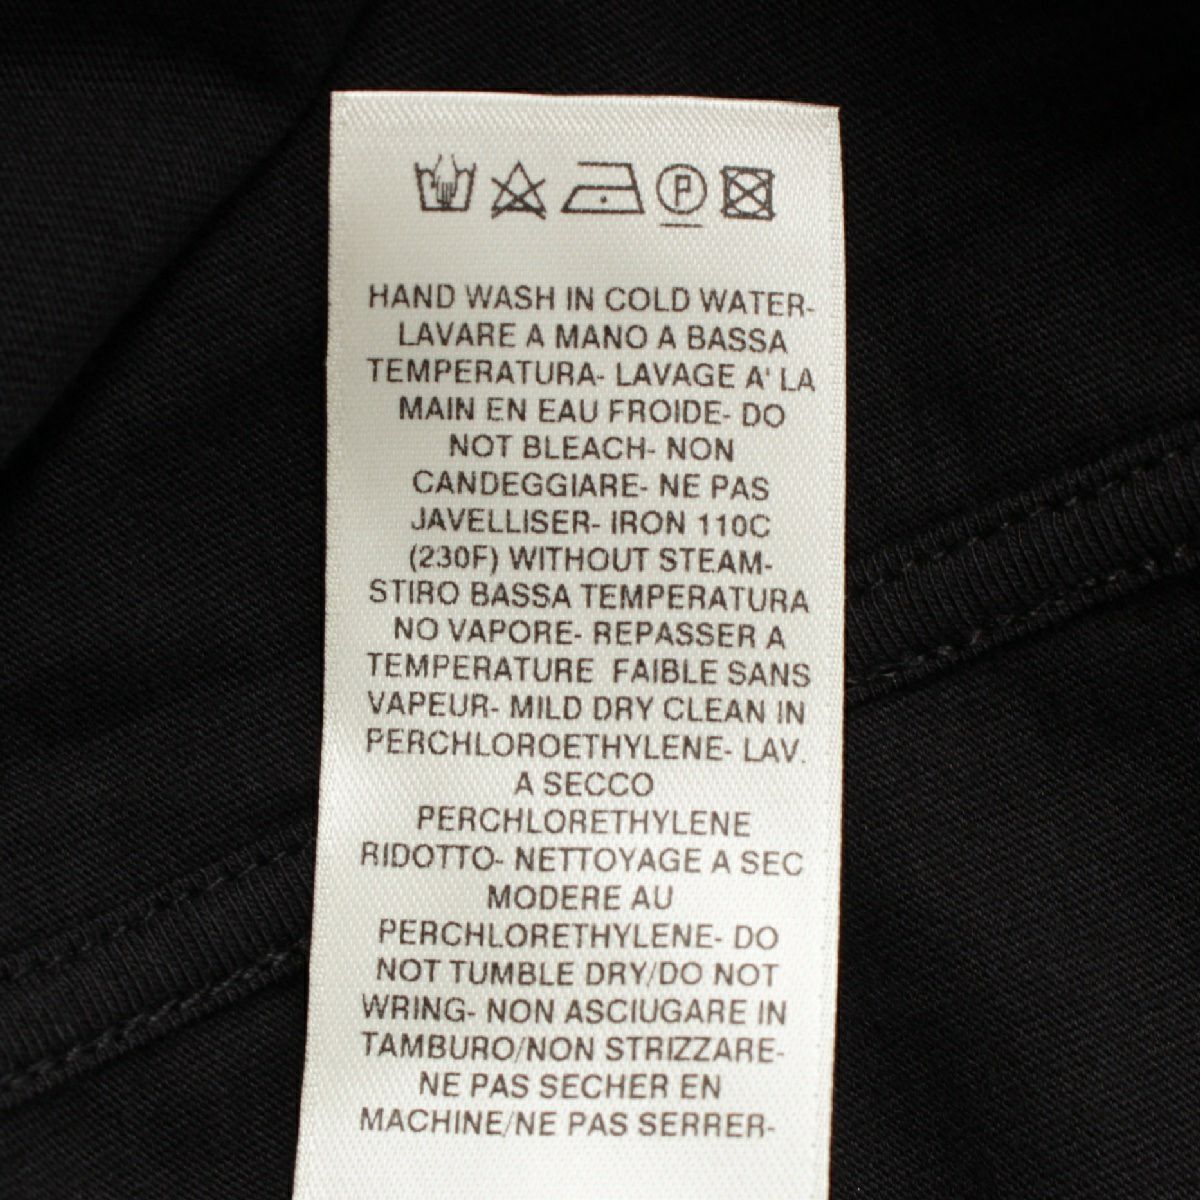 P
HAND WASH IN COLD WATER-
LAVARE A MANO A BASSA
TEMPERATURA- LAVAGE A' LA
MAIN EN EAU FROIDE- DO
NOT BLEACH- NON
CANDEGGIARE- NE PAS
JAVELLISER- IRON 110C
(230F) WITHOUT STEAM-
STIRO BASSA TEMPERATURA
NO VAPORE- REPASSER A
TEMPERATURE FAIBLE SANS
VAPEUR- MILD DRY CLEAN IN
PERCHLOROETHYLENE- LAV.
A SECCO
PERCHLORETHYLENE
RIDOTTO- NETTOYAGE A SEC
MODERE AU
PERCHLORETHYLENE- DO
NOT TUMBLE DRY/DO NOT
WRING- NON ASCIUGARE IN
TAMBURO/NON STRIZZARE-
NE PAS SECHER EN
MACHINE/NE PAS SERRER-